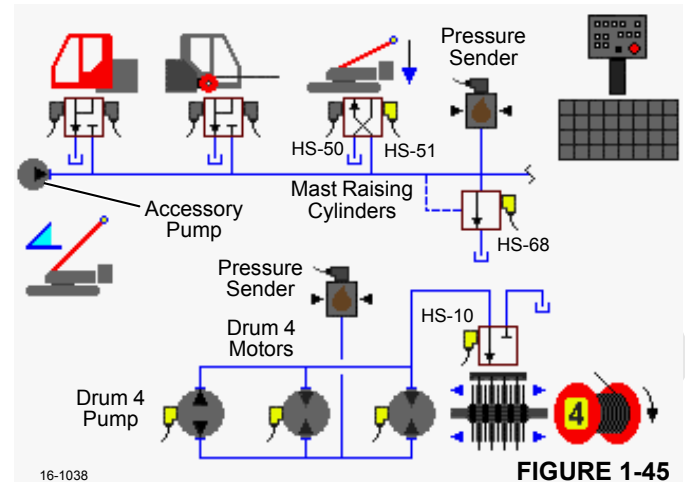 Pressure
Sender
HS-50
HS-51
Mast Raising
Cylinders
Accessory
Pump
HS-68
Pressure
Sender
HS-10
Drum 4
Motors
Drum 4
Pump
4
16-1038
FIGURE 1-45